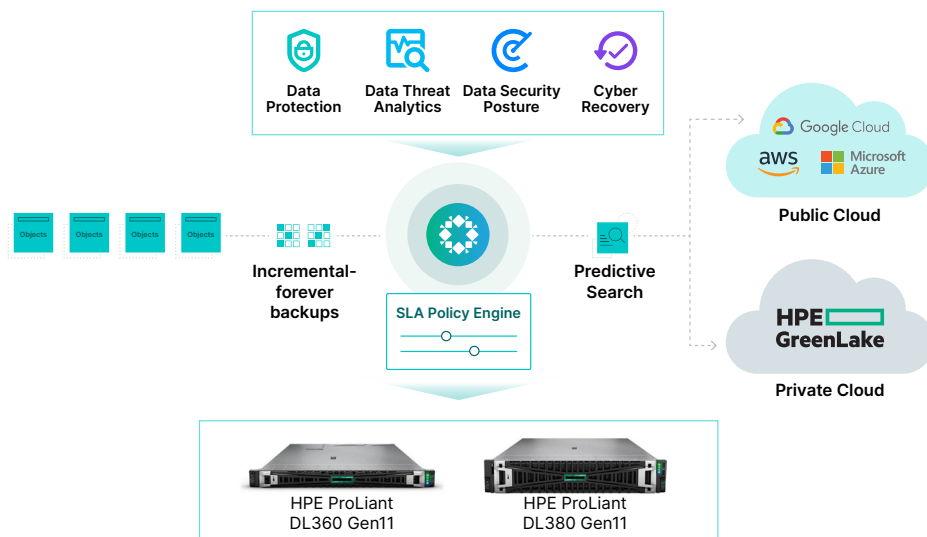 Data
Protection
Data Threat
Analytics
Data Security
Posture
Cyber
Recovery
Google Cloud
aws
Microsoft
Azure
Public Cloud
Objects
Objects
Objects
Objects
Incremental-
forever
backups
SLA Policy Engine
Predictive
Search
HPE
GreenLake
Private Cloud
HPE ProLiant
DL360 Gen11
HPE ProLiant
DL380 Gen11